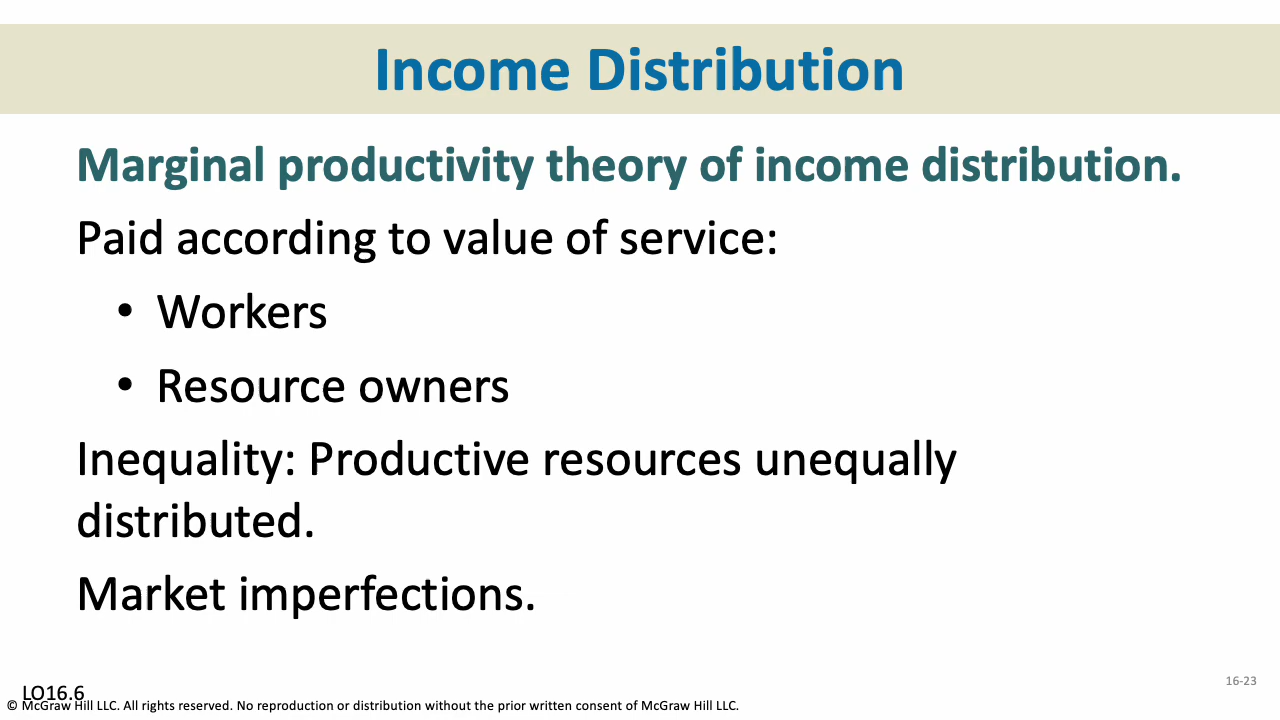 Income Distribution
Marginal productivity theory of income distribution.
Paid according to value of service:
• Workers
• Resource owners
Inequality: Productive resources unequally
distributed.
Market imperfections.
LO16.6
16-23
© McGraw Hill LLC. All rights reserved. No reproduction or distribution without the prior written consent of McGraw Hill LLC.